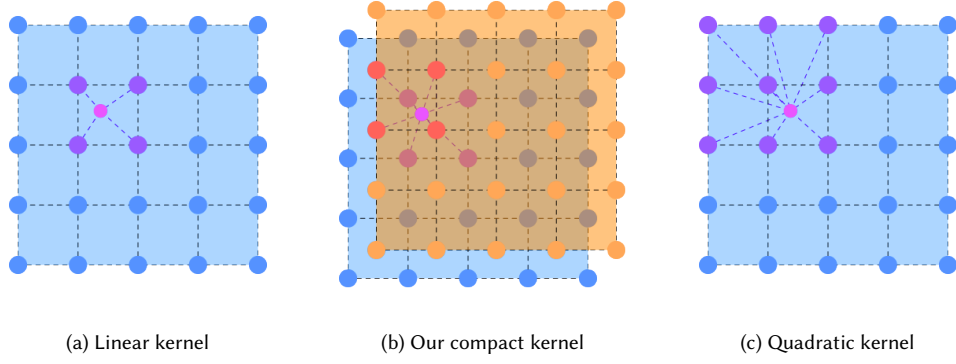 (a) Linear kernel
(b) Our compact kernel
(c) Quadratic kernel